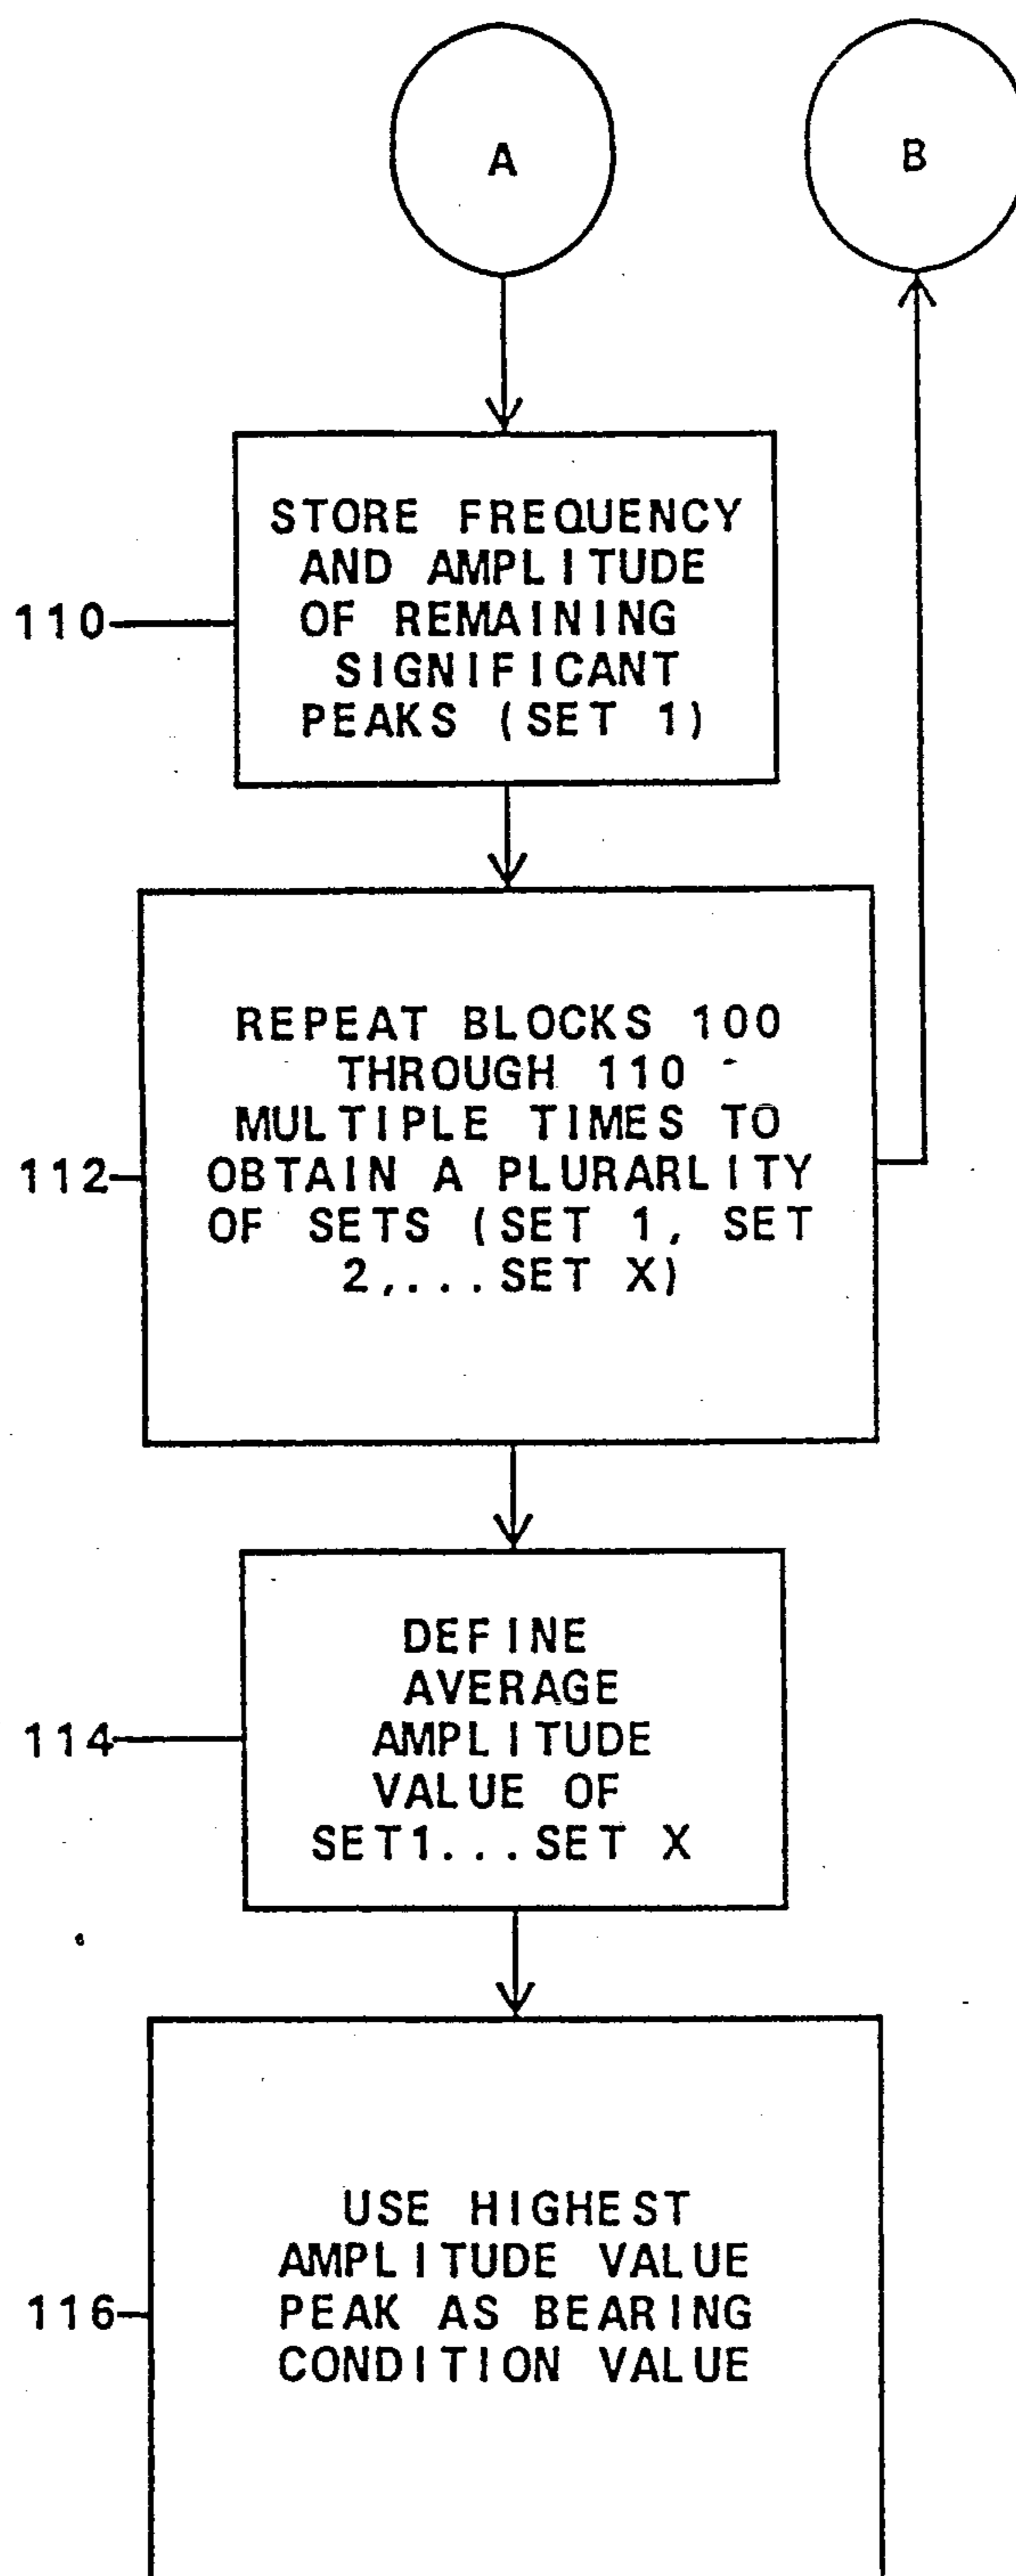 A
B
STORE FREQUENCY
AND AMPLITUDE
OF REMAINING
SIGNIFICANT
PEAKS (SET 1)
110
REPEAT BLOCKS 100
THROUGH 110
MULTIPLE TIMES TO
OBTAIN A PLURARLITY
OF SETS (SET 1, SET
2,...SET X)
112
DEFINE
AVERAGE
AMPLITUDE
VALUE OF
SET1...SET X
114
USE HIGHEST
AMPLITUDE VALUE
PEAK AS BEARING
CONDITION VALUE
116